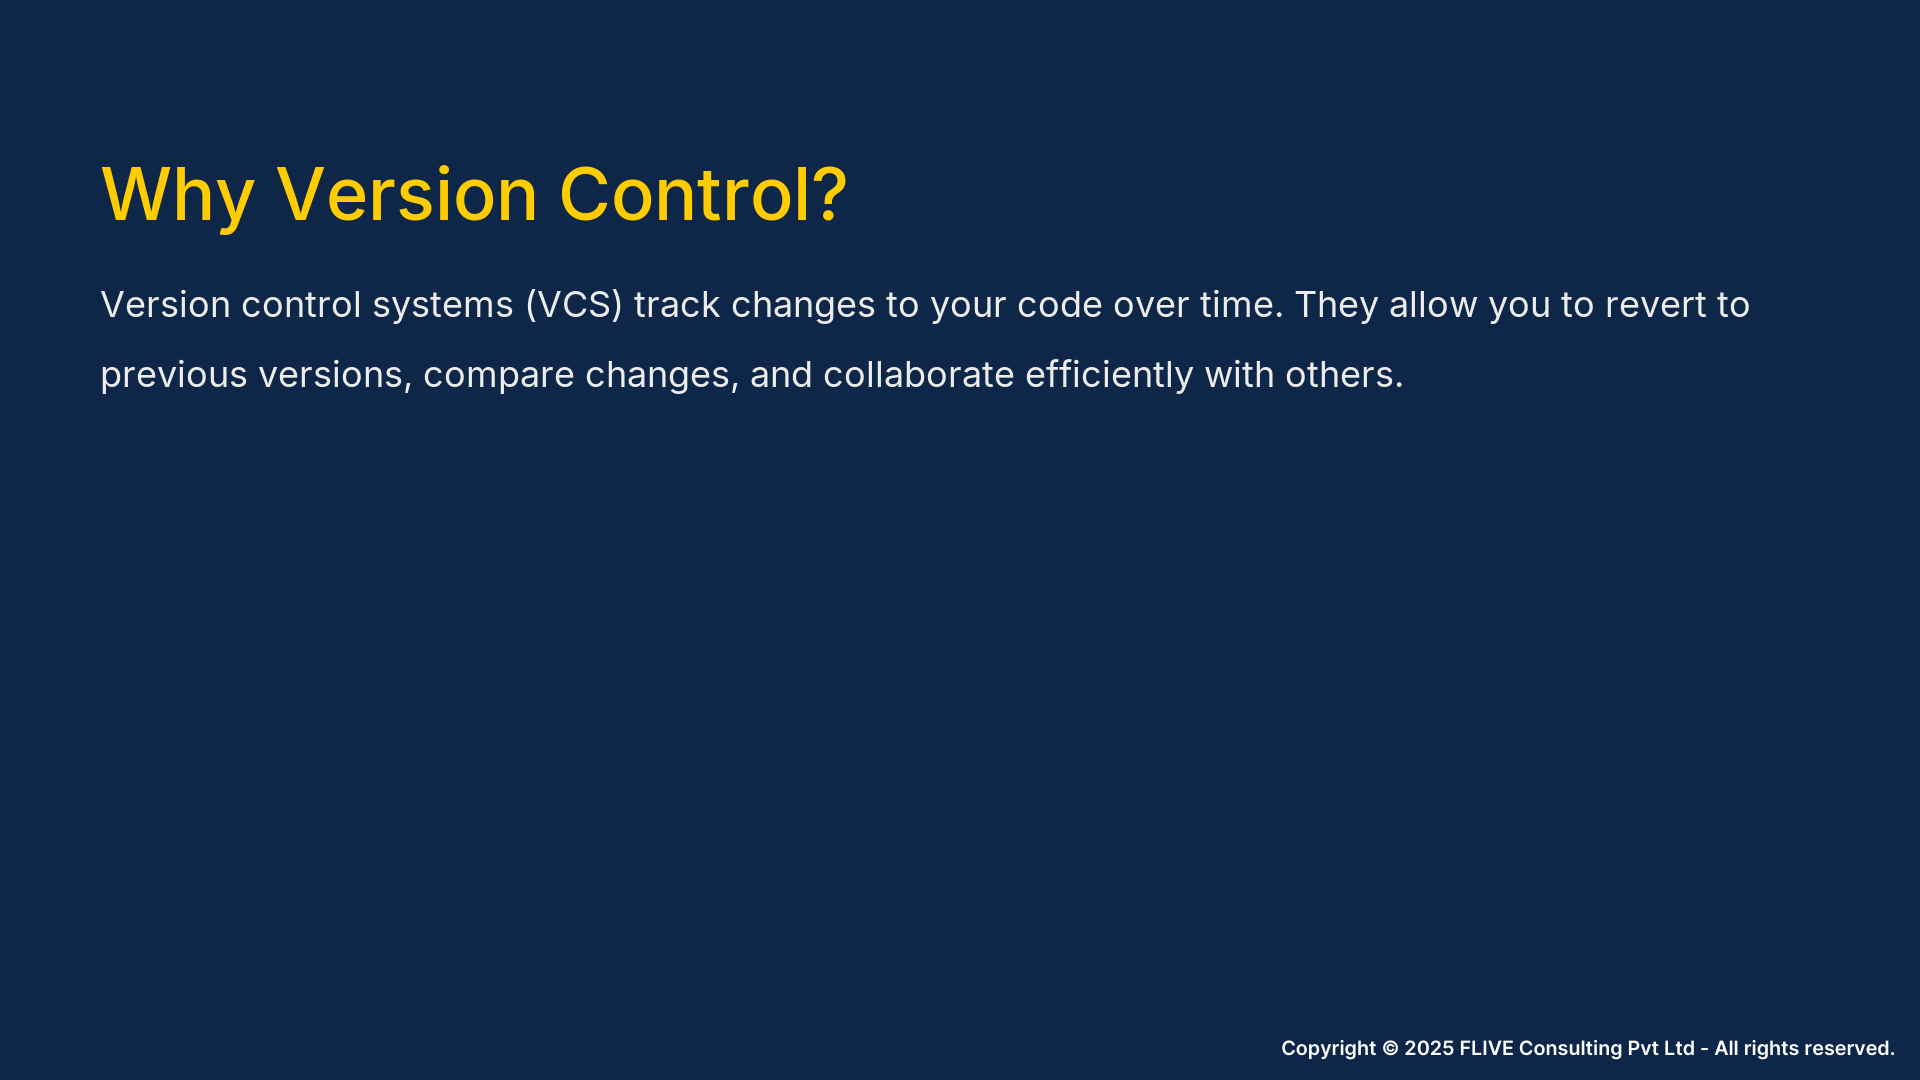 Why Version Control?
Version control systems (VCS) track changes to your code over time. They allow you to revert to
previous versions, compare changes, and collaborate efficiently with others.
Copyright © 2025 FLIVE Consulting Pvt Ltd - All rights reserved.